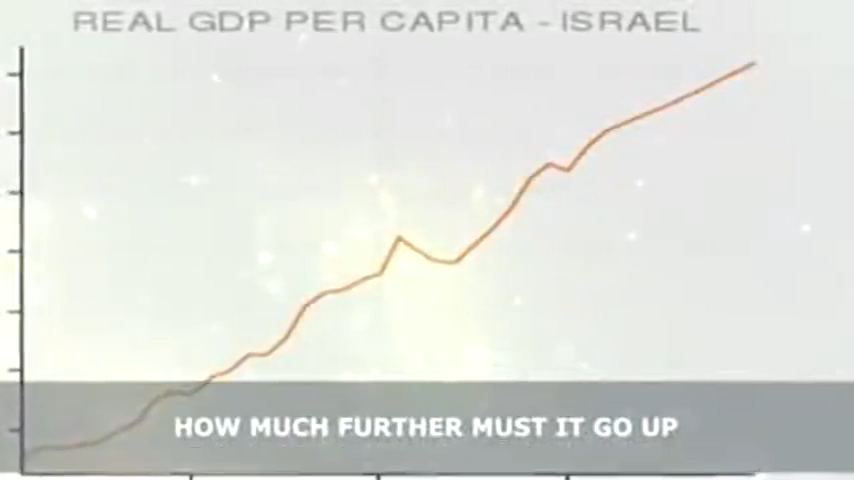 REAL GDP PER CAPITA - ISRAEL
HOW MUCH FURTHER MUST IT GO UP